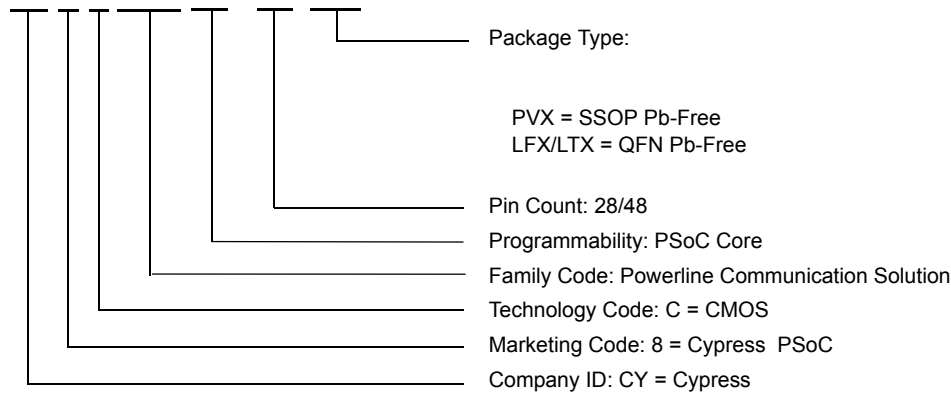 Package Type:
PVX = SSOP Pb-Free
LFX/LTX = QFN Pb-Free
Pin Count: 28/48
Programmability: PSoC Core
Family Code: Powerline Communication Solution
Technology Code: C = CMOS
Marketing Code: 8 = Cypress PSoC
Company ID: CY = Cypress